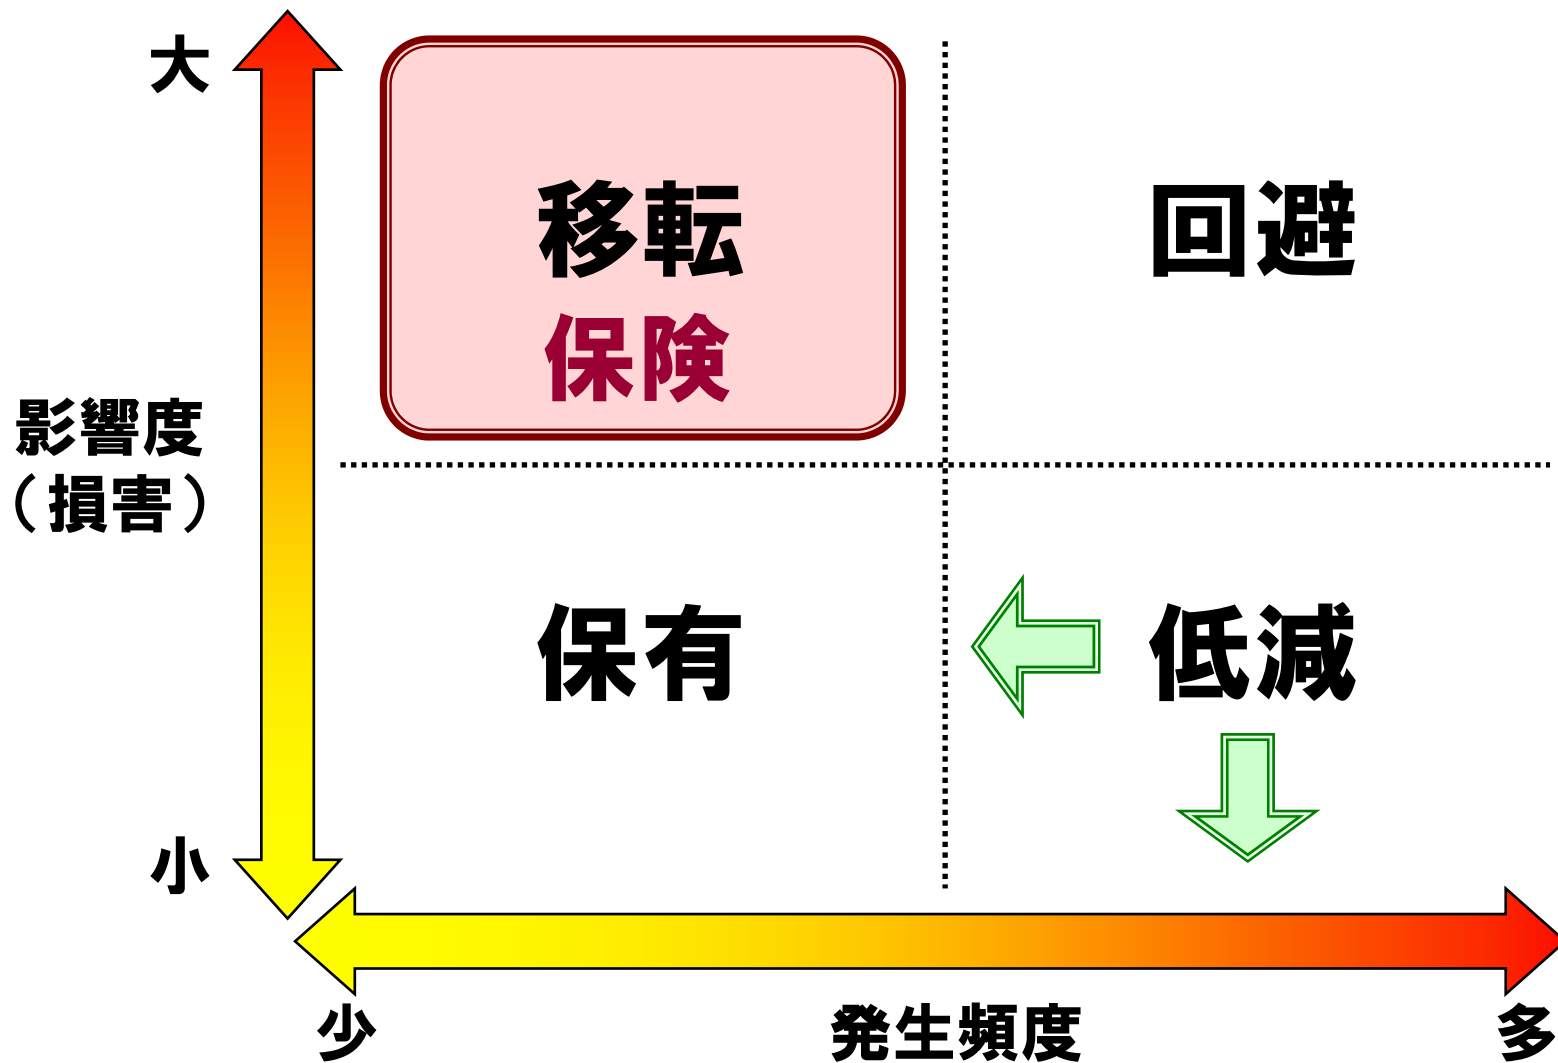 大
移転
保険
回避
影響度
（損害）
保有
低減
小
少
発生頻度
多